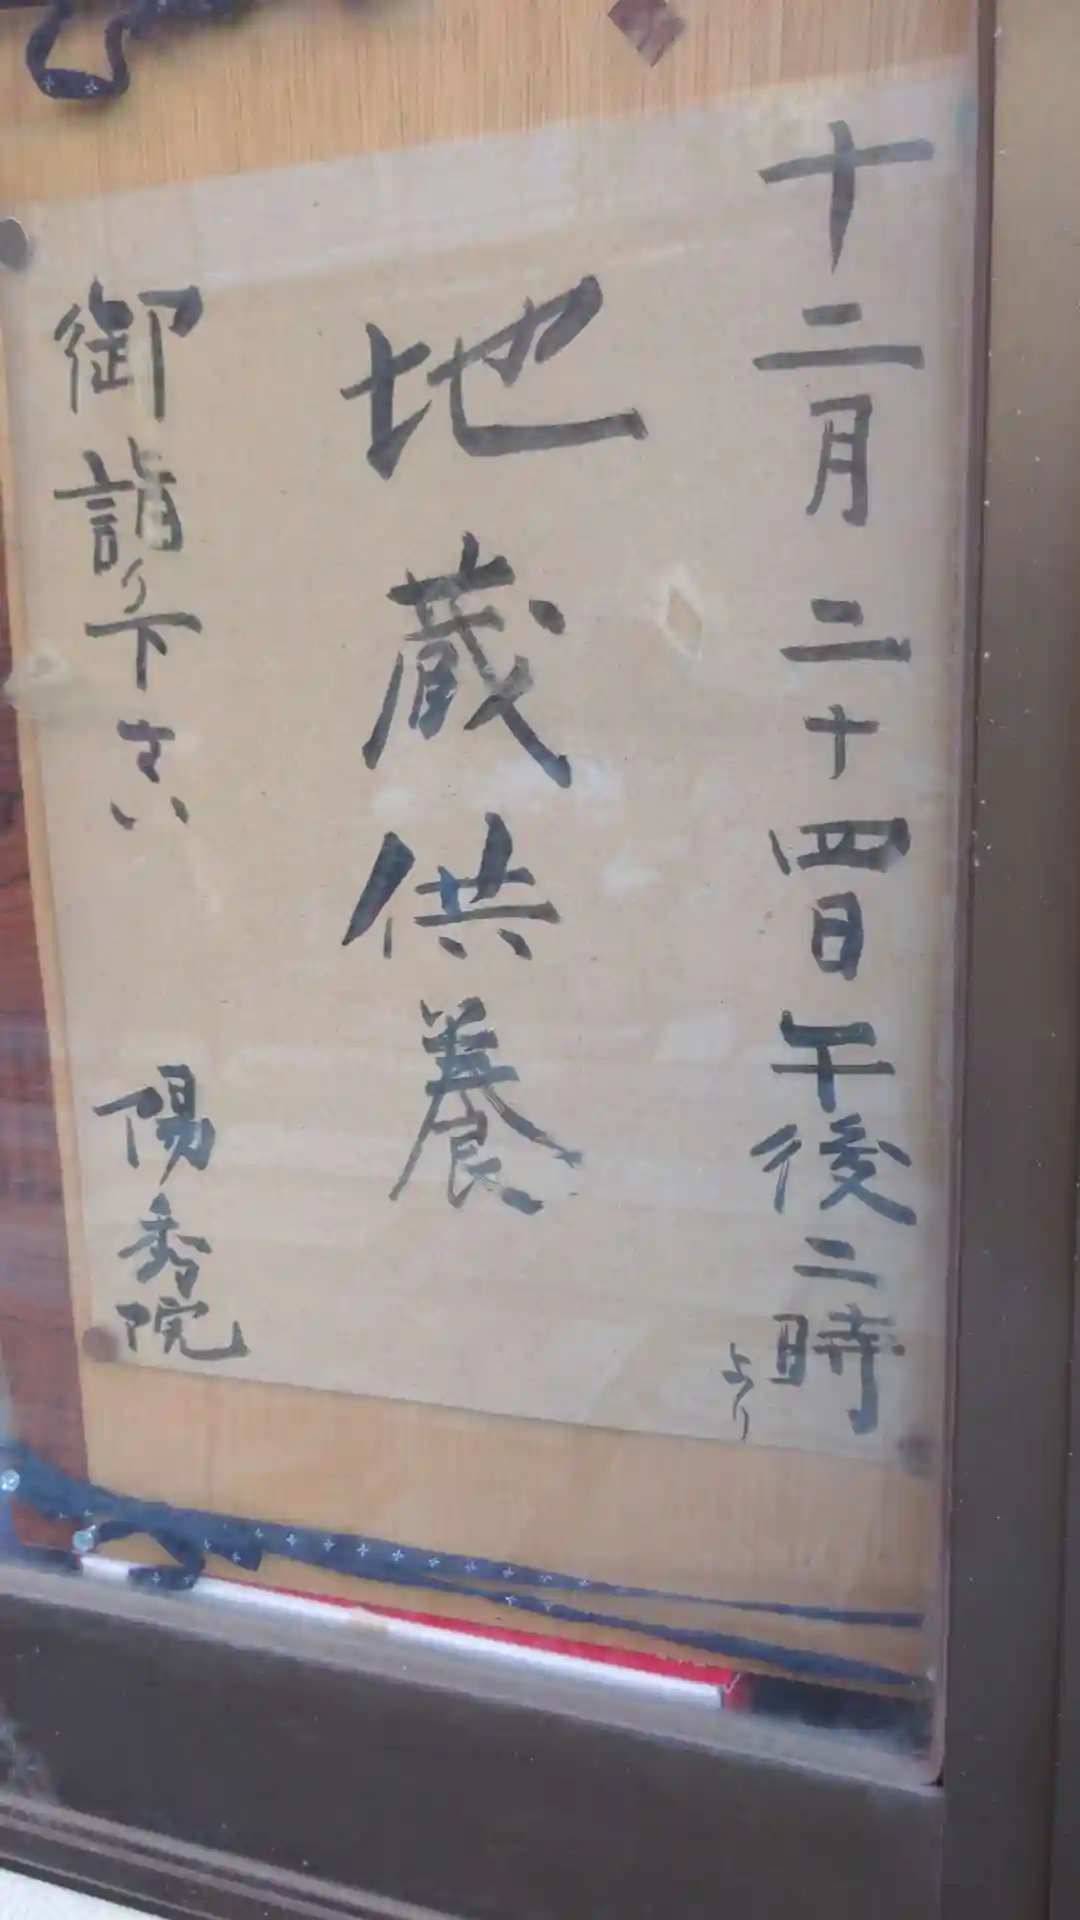 十二月二十四日午後二時
より
地蔵供養
御詣り下さい
陽秀院